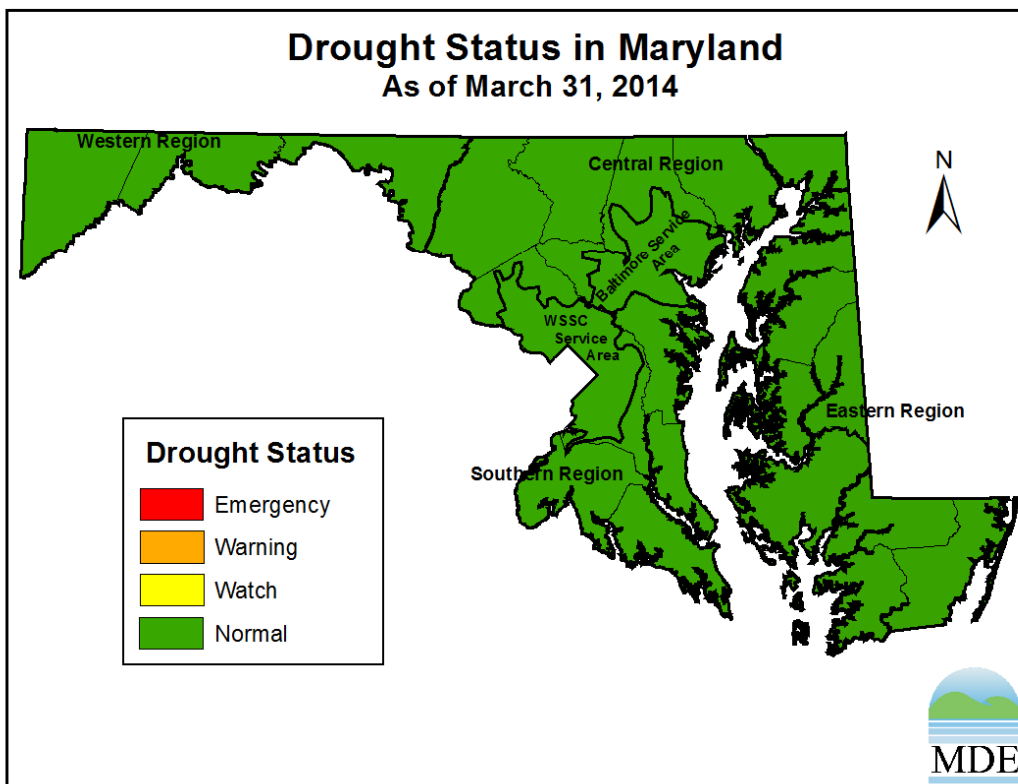 Drought Status in Maryland
As of March 31, 2014
Western Region
Central Region
N
Baltimore Service
Area
WSSC
Service
Area
Eastern Region
Southern Region
Drought Status
Emergency
Warning
Watch
Normal
MDE